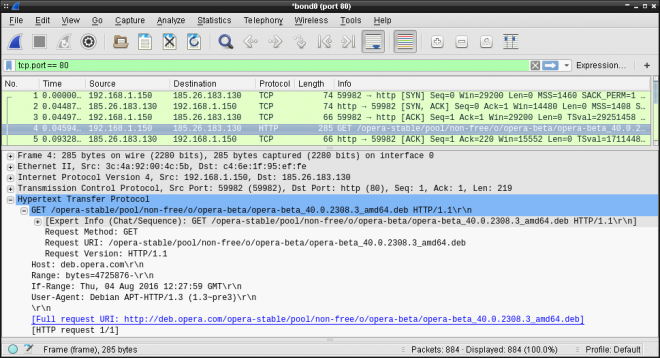 *bond0 (port 80)
File Edit View Go Capture Analyze Statistics Telephony Wireless Tools Help
tcp.port == 80 Expression… +
No. Time Source Destination Protocol Length Info
1 0.00000… 192.168.1.150 185.26.183.130 TCP 74 59982 → http [SYN] Seq=0 Win=29200 Len=0 MSS=1460 SACK_PERM=1 …
2 0.04487… 185.26.183.130 192.168.1.150 TCP 74 http → 59982 [SYN, ACK] Seq=0 Ack=1 Win=14480 Len=0 MSS=1408 S…
3 0.04497… 192.168.1.150 185.26.183.130 TCP 66 59982 → http [ACK] Seq=1 Ack=1 Win=29200 Len=0 TSval=29251458 …
4 0.04594… 192.168.1.150 185.26.183.130 HTTP 285 GET /opera-stable/pool/non-free/o/opera-beta/opera-beta_40.0.2…
5 0.09328… 185.26.183.130 192.168.1.150 TCP 66 http → 59982 [ACK] Seq=1 Ack=220 Win=15552 Len=0 TSval=1711448…
Frame 4: 285 bytes on wire (2280 bits), 285 bytes captured (2280 bits) on interface 0
Ethernet II, Src: 3c:4a:92:00:4c:5b, Dst: c4:6e:1f:95:ef:fe
Internet Protocol Version 4, Src: 192.168.1.150, Dst: 185.26.183.130
Transmission Control Protocol, Src Port: 59982 (59982), Dst Port: http (80), Seq: 1, Ack: 1, Len: 219
Hypertext Transfer Protocol
GET /opera-stable/pool/non-free/o/opera-beta/opera-beta_40.0.2308.3_amd64.deb HTTP/1.1\r\n
[Expert Info (Chat/Sequence): GET /opera-stable/pool/non-free/o/opera-beta/opera-beta_40.0.2308.3_amd64.deb HTTP/1.1\r\n]
Request Method: GET
Request URI: /opera-stable/pool/non-free/o/opera-beta/opera-beta_40.0.2308.3_amd64.deb
Request Version: HTTP/1.1
Host: deb.opera.com\r\n
Range: bytes=4725876-\r\n
If-Range: Thu, 04 Aug 2016 12:27:59 GMT\r\n
User-Agent: Debian APT-HTTP/1.3 (1.3~pre3)\r\n
\r\n
[Full request URI: http://deb.opera.com/opera-stable/pool/non-free/o/opera-beta/opera-beta_40.0.2308.3_amd64.deb]
[HTTP request 1/1]
Frame (frame), 285 bytes Packets: 884 · Displayed: 884 (100.0%) Profile: Default